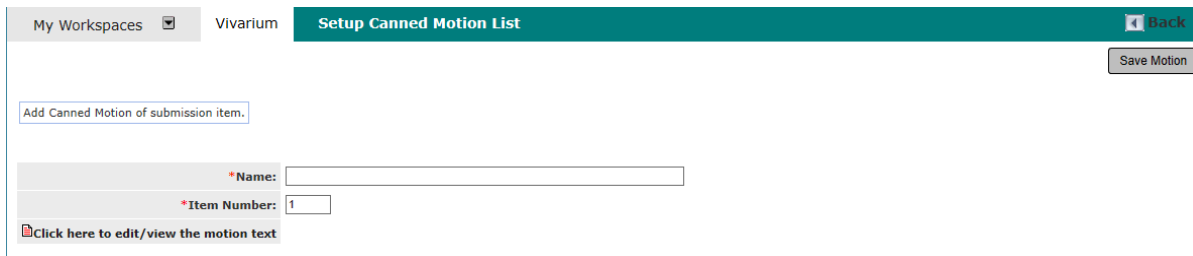 My Workspaces Vivarium Setup Canned Motion List Back
Save Motion
Add Canned Motion of submission item.
*Name:
*Item Number: 1
Click here to edit/view the motion text